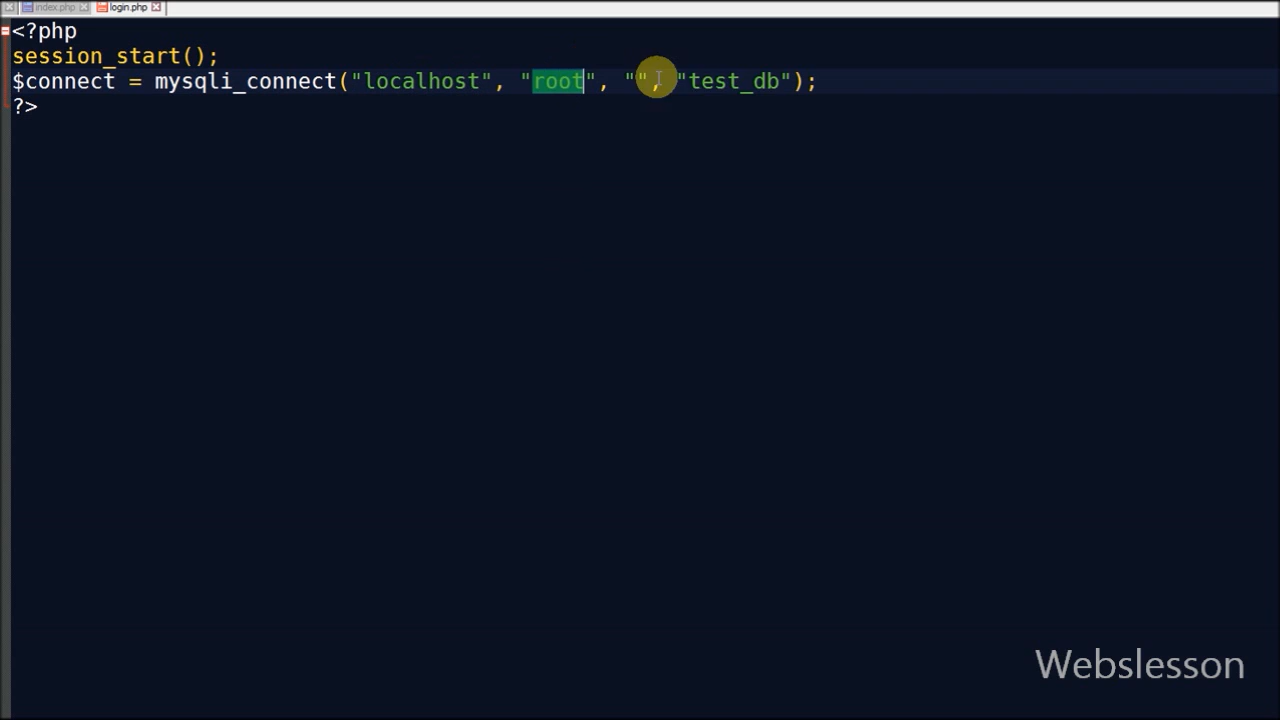 index.php login.php
<?php
session_start();
$connect = mysqli_connect("localhost", "root", "", "test_db");
?>
Webslesson